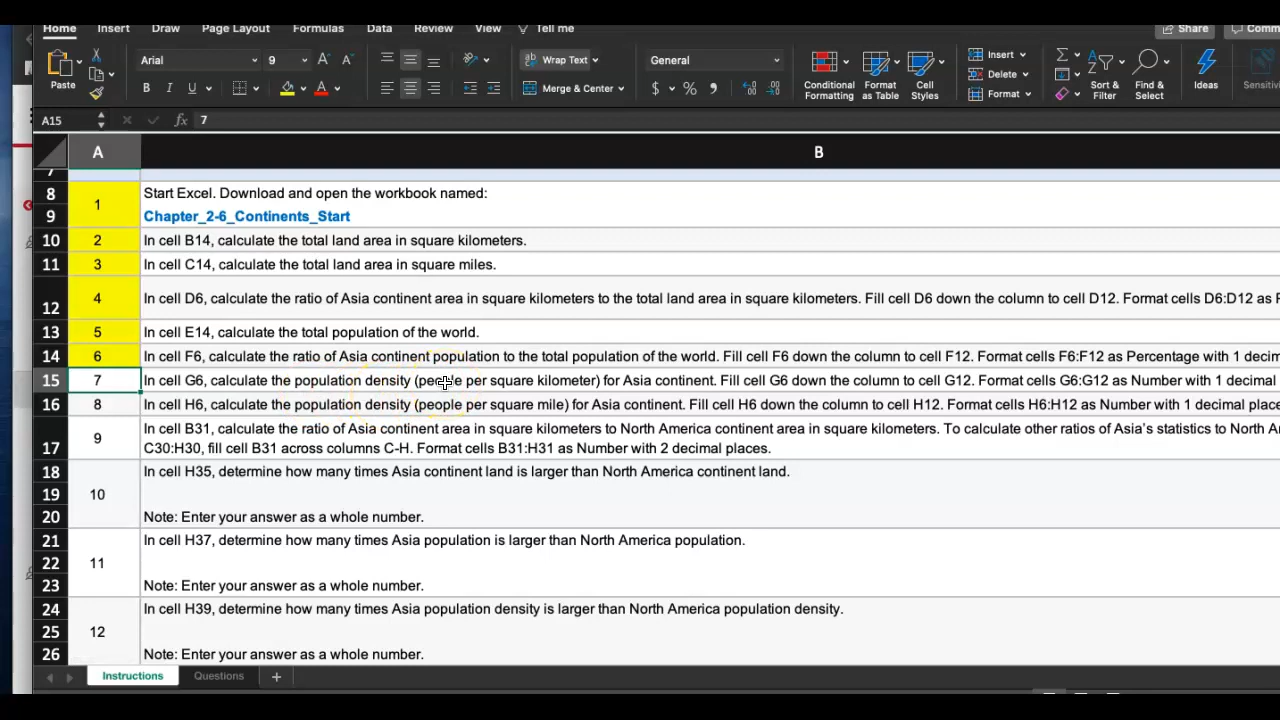 Home Insert Draw Page Layout Formulas Data Review View Tell me Share
Arial 9 Wrap Text General Insert
Delete
Paste B I U Merge & Center $ % Conditional Formatting Format as Table Cell Styles Format Sort & Filter Find & Select Ideas
A15 fx 7
A B
7
8 1 Start Excel. Download and open the workbook named:
9 Chapter_2-6_Continents_Start
10 2 In cell B14, calculate the total land area in square kilometers.
11 3 In cell C14, calculate the total land area in square miles.
12 4 In cell D6, calculate the ratio of Asia continent area in square kilometers to the total land area in square kilometers. Fill cell D6 down the column to cell D12. Format cells D6:D12 as
13 5 In cell E14, calculate the total population of the world.
14 6 In cell F6, calculate the ratio of Asia continent population to the total population of the world. Fill cell F6 down the column to cell F12. Format cells F6:F12 as Percentage with 1
15 7 In cell G6, calculate the population density (people per square kilometer) for Asia continent. Fill cell G6 down the column to cell G12. Format cells G6:G12 as Number with 1 decimal
16 8 In cell H6, calculate the population density (people per square mile) for Asia continent. Fill cell H6 down the column to cell H12. Format cells H6:H12 as Number with 1 decimal
9 In cell B31, calculate the ratio of Asia continent area in square kilometers to North America continent area in square kilometers. To calculate other ratios of Asia's statistics to North
17 C30:H30, fill cell B31 across columns C-H. Format cells B31:H31 as Number with 2 decimal places.
18 In cell H35, determine how many times Asia continent land is larger than North America continent land.
19 10
20 Note: Enter your answer as a whole number.
21 In cell H37, determine how many times Asia population is larger than North America population.
22 11
23 Note: Enter your answer as a whole number.
24 In cell H39, determine how many times Asia population density is larger than North America population density.
25 12
26 Note: Enter your answer as a whole number.
Instructions Questions +